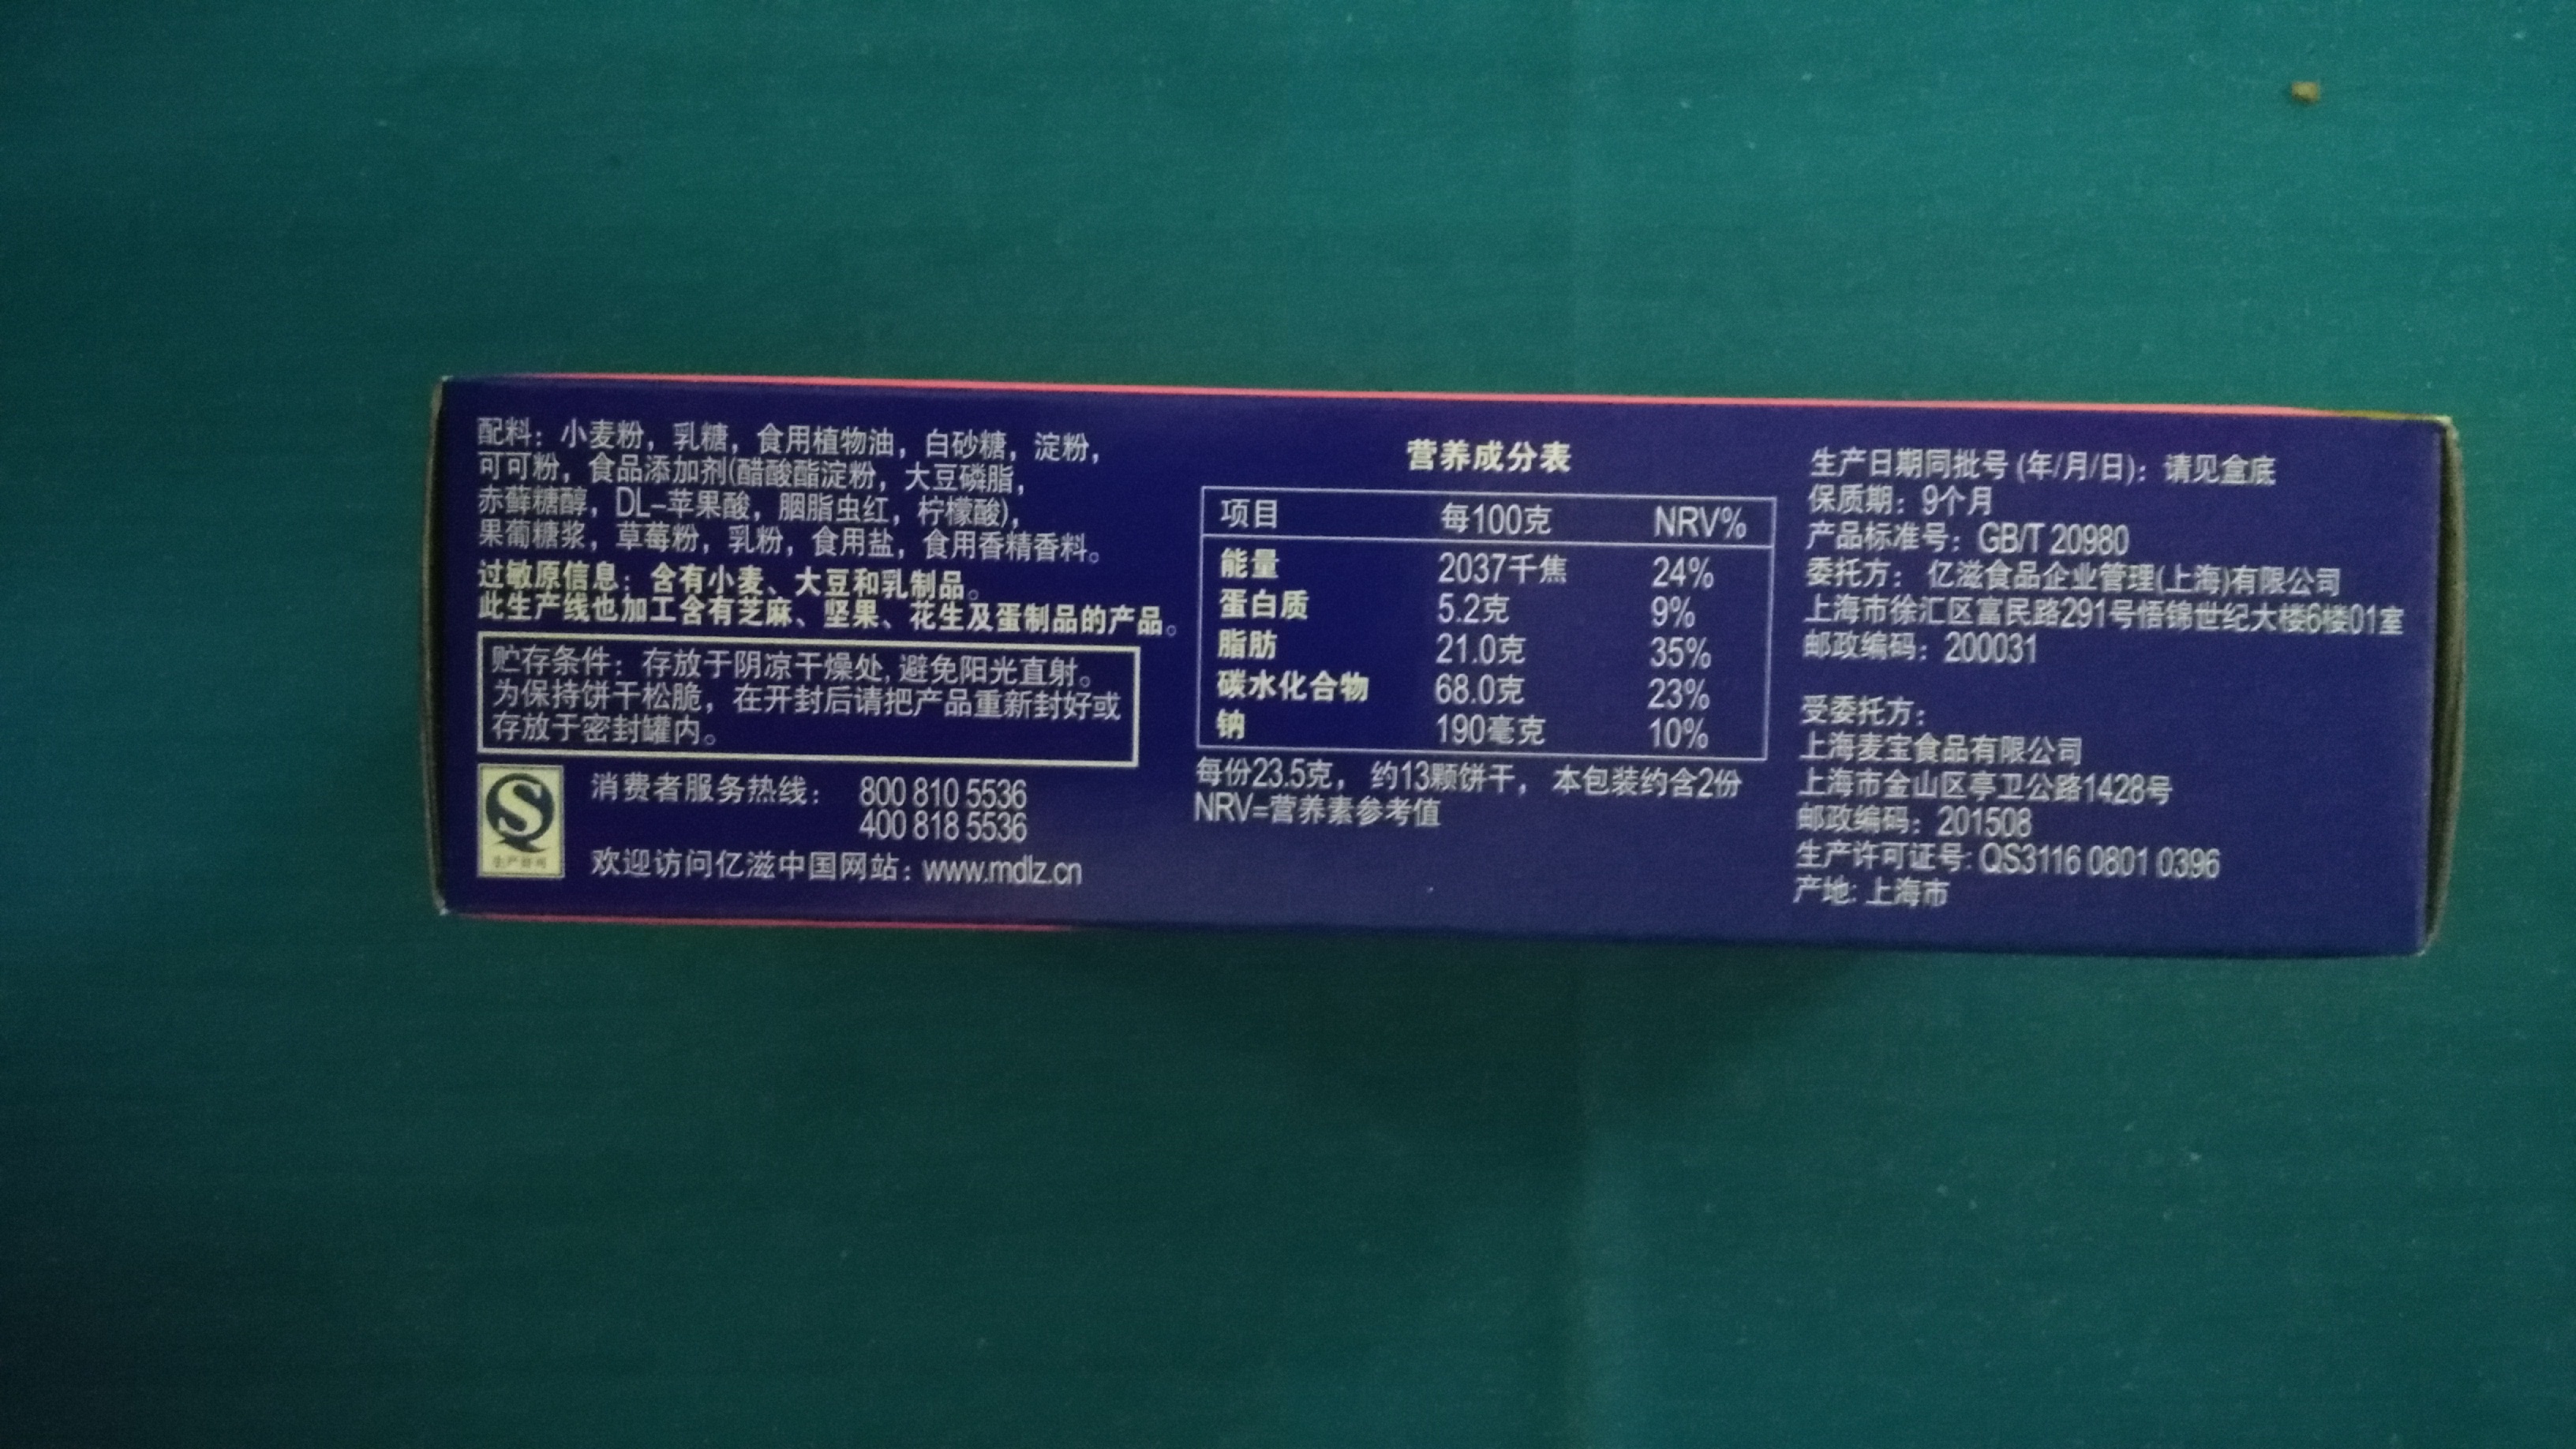 配料：小麦粉，乳糖，食用植物油，白砂糖，淀粉，
可可粉，食品添加剂(醋酸酯淀粉，大豆磷脂，
赤藓糖醇，DL-苹果酸，胭脂虫红，柠檬酸)，
果葡糖浆，草莓粉，乳粉，食用盐，食用香精香料。
过敏原信息：含有小麦、大豆和乳制品。
此生产线也加工含有芝麻、坚果、花生及蛋制品的产品。
贮存条件：存放于阴凉干燥处,避免阳光直射。
为保持饼干松脆，在开封后请把产品重新封好或
存放于密封罐内。
消费者服务热线： 800 810 5536
400 818 5536
欢迎访问亿滋中国网站：www.mdlz.cn
营养成分表
项目 每100克 NRV%
能量 2037千焦 24%
蛋白质 5.2克 9%
脂肪 21.0克 35%
碳水化合物 68.0克 23%
钠 190毫克 10%
每份23.5克，约13颗饼干，本包装约含2份
NRV=营养素参考值
生产日期同批号 (年/月/日)：请见盒底
保质期：9个月
产品标准号：GB/T 20980
委托方：亿滋食品企业管理(上海)有限公司
上海市徐汇区富民路291号悟锦世纪大楼6楼01室
邮政编码：200031
受委托方：
上海麦宝食品有限公司
上海市金山区亭卫公路1428号
邮政编码：201508
生产许可证号: QS3116 0801 0396
产地: 上海市